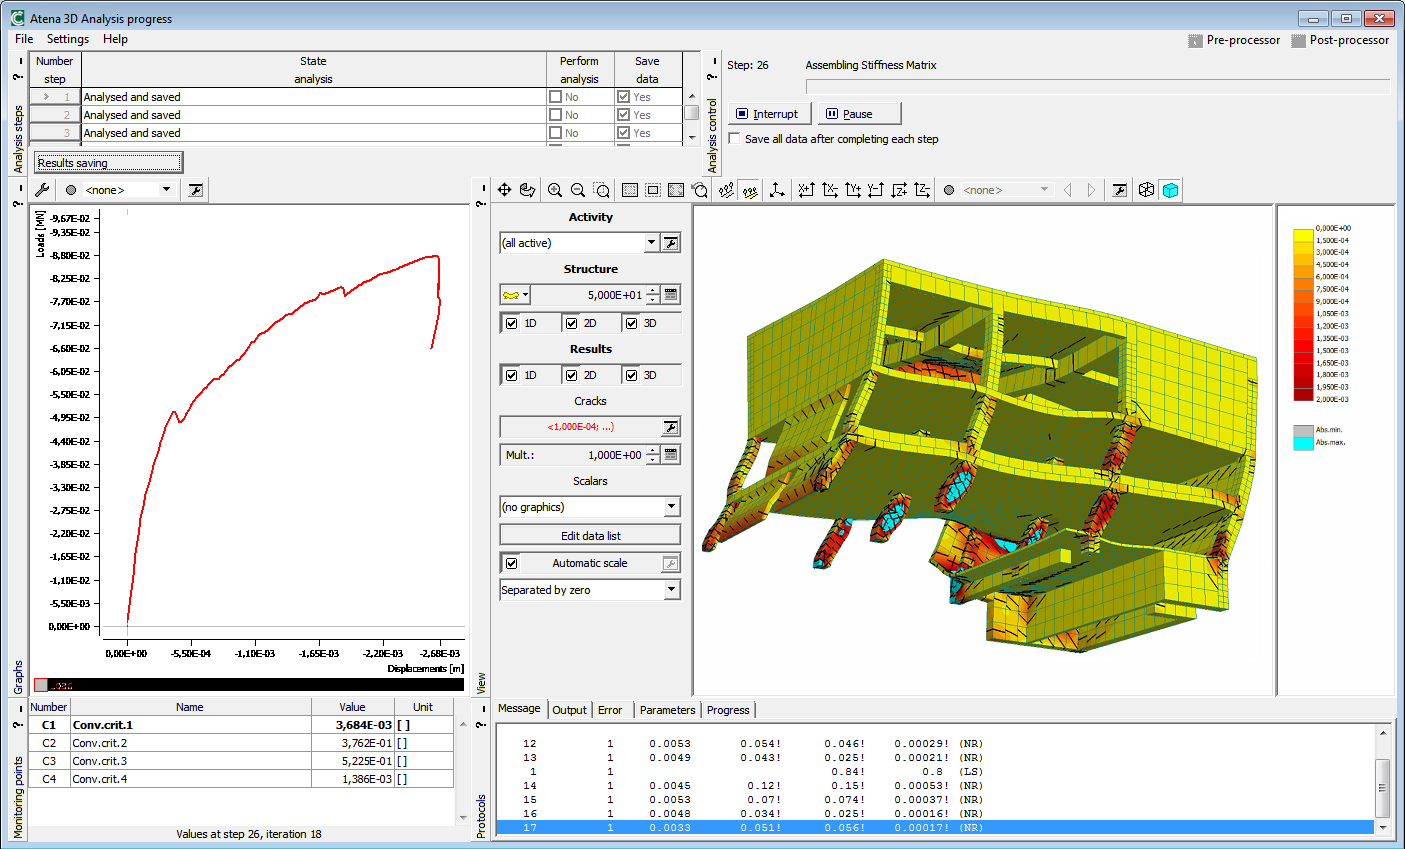 Atena 3D Analysis progress
File Settings Help
Pre-processor Post-processor
Analysis steps
Number step State analysis Perform analysis Save data
1 Analysed and saved No Yes
2 Analysed and saved No Yes
3 Analysed and saved No Yes
Results saving
Analysis control
Step: 26 Assembling Stiffness Matrix
Interrupt Pause
Save all data after completing each step
Graphs
<none>
Loads [MN]
-9,67E-02
-9,35E-02
-8,80E-02
-8,25E-02
-7,70E-02
-7,15E-02
-6,60E-02
-6,05E-02
-5,50E-02
-4,95E-02
-4,40E-02
-3,85E-02
-3,30E-02
-2,75E-02
-2,20E-02
-1,65E-02
-1,10E-02
-5,50E-03
0,00E+00
0,00E+00 -5,50E-04 -1,10E-03 -1,65E-03 -2,20E-03 -2,68E-03
Displacements [m]
View
X+ X- Y+ Y- Z+ Z- <none>
Activity
(all active)
Structure
5,000E+01
1D 2D 3D
Results
1D 2D 3D
Cracks
<1,000E-04; ...)
Mult.: 1,000E+00
Scalars
(no graphics)
Edit data list
Automatic scale
Separated by zero
0,000E+00
1,500E-04
3,000E-04
4,500E-04
6,000E-04
7,500E-04
9,000E-04
1,050E-03
1,200E-03
1,350E-03
1,500E-03
1,650E-03
1,800E-03
1,950E-03
2,000E-03
Abs.min.
Abs.max.
Monitoring points
Number Name Value Unit
C1 Conv.crit.1 3,684E-03 [ ]
C2 Conv.crit.2 3,762E-01 [ ]
C3 Conv.crit.3 5,225E-01 [ ]
C4 Conv.crit.4 1,386E-03 [ ]
Values at step 26, iteration 18
Protocols
Message Output Error Parameters Progress
12 1 0.0053 0.054! 0.046! 0.00029! (NR)
13 1 0.0049 0.043! 0.025! 0.00021! (NR)
1 1 0.84! 0.8 (LS)
14 1 0.0045 0.12! 0.15! 0.00053! (NR)
15 1 0.0053 0.07! 0.074! 0.00037! (NR)
16 1 0.0048 0.034! 0.025! 0.00016! (NR)
17 1 0.0033 0.051! 0.056! 0.00017! (NR)